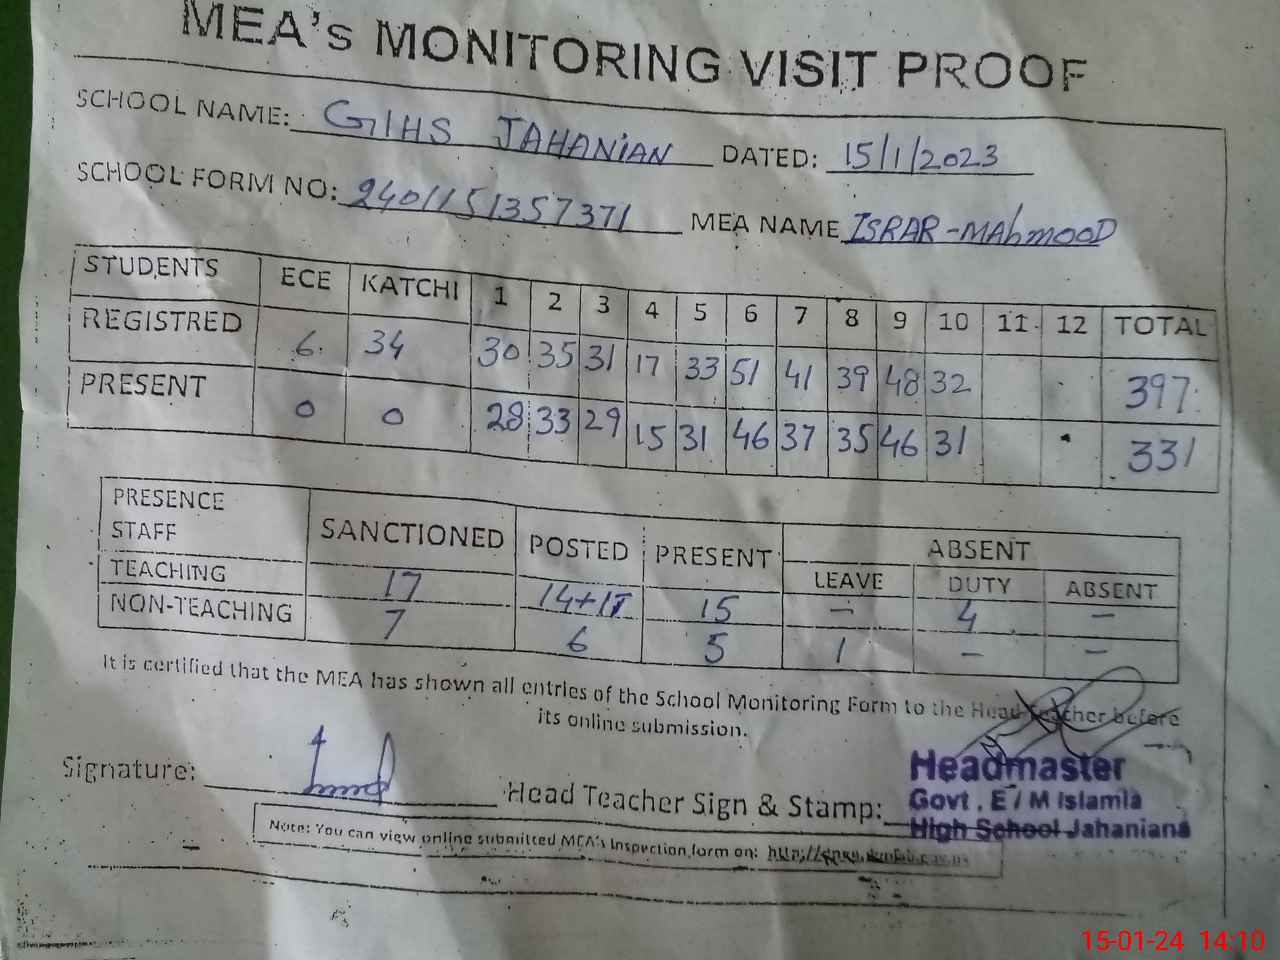 MEA's MONITORING VISIT PROOF
SCHOOL NAME: GIHS JAHANIAN DATED: 15/1/2023
SCHOOL FORM NO: 2401151357371 MEA NAME ISRAR-MAhmOOD
STUDENTS ECE KATCHI 1 2 3 4 5 6 7 8 9 10 11 12 TOTAL
REGISTRED 6 34 30 35 31 17 33 51 41 39 48 32 397
PRESENT 0 0 28 33 29 15 31 46 37 35 46 31 331
PRESENCE STAFF SANCTIONED POSTED PRESENT ABSENT
LEAVE DUTY ABSENT
TEACHING 17 14+1T 15 - 4 -
NON-TEACHING 7 6 5 1 - -
It is certified that the MEA has shown all entries of the School Monitoring Form to the Head Teacher before
its online submission.
Signature: Head Teacher Sign & Stamp:
Headmaster
Govt. E/M Islamia
High School Jahaniana
Note: You can view online submitted MEA's Inspection form on:
15-01-24 14:10